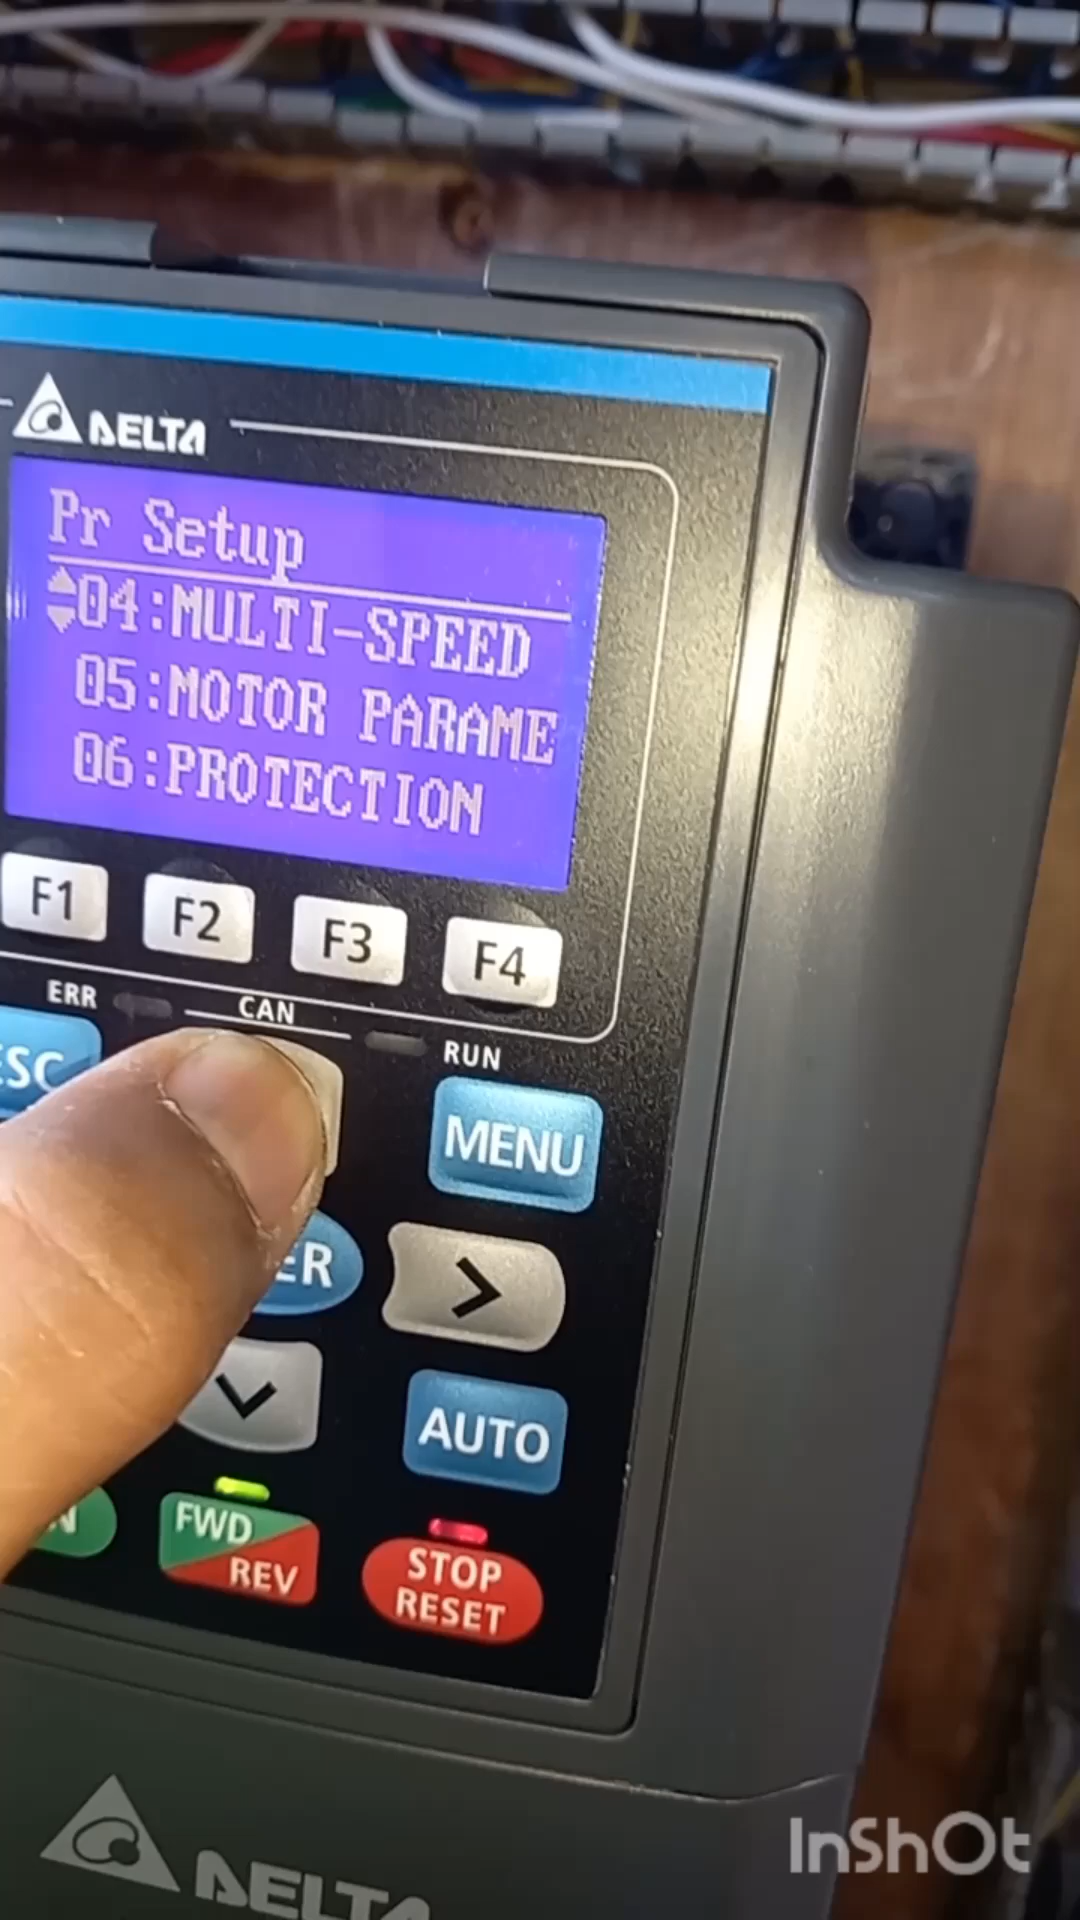 DELTA
Pr Setup
04:MULTI-SPEED
05:MOTOR PARAME
06:PROTECTION
F1 F2 F3 F4
ERR CAN RUN
ESC MENU
ER
AUTO
FWD
REV
STOP
RESET
DELTA
InShOt